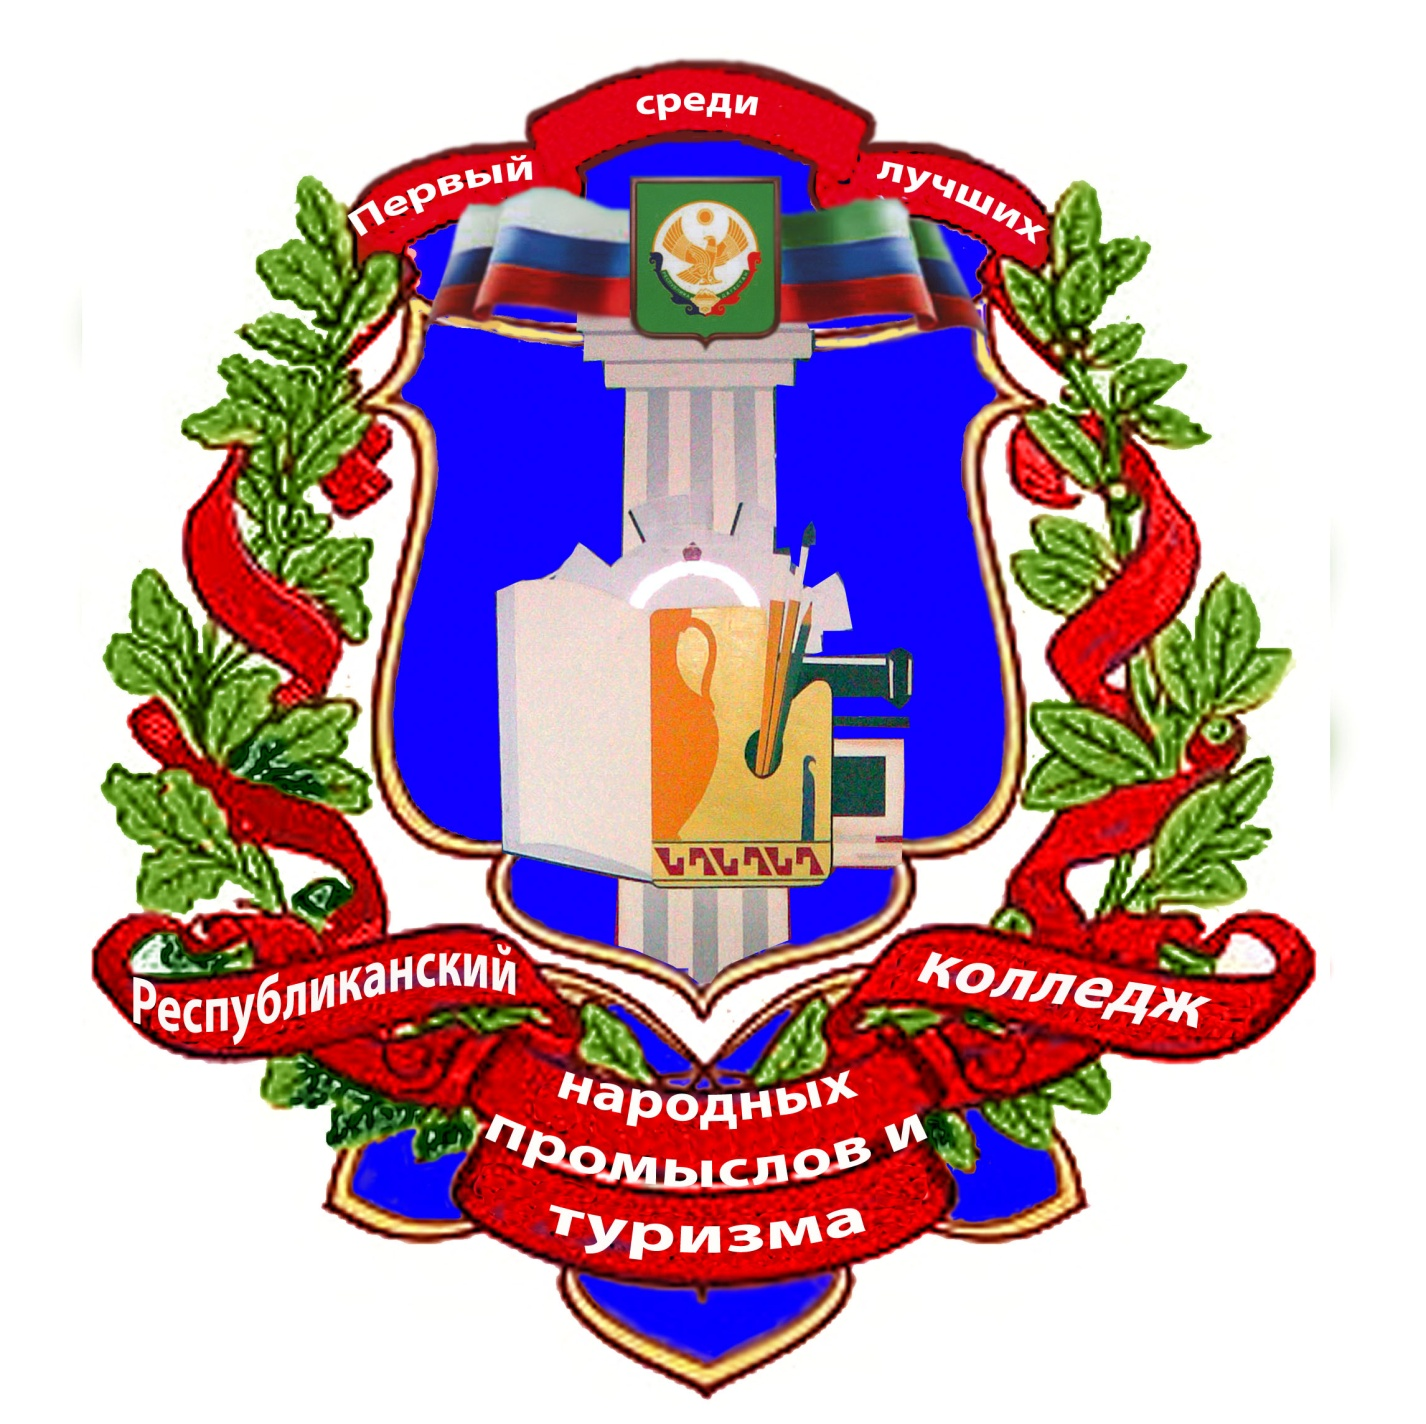 Первый среди лучших
Республиканский колледж
народных
промыслов и
туризма